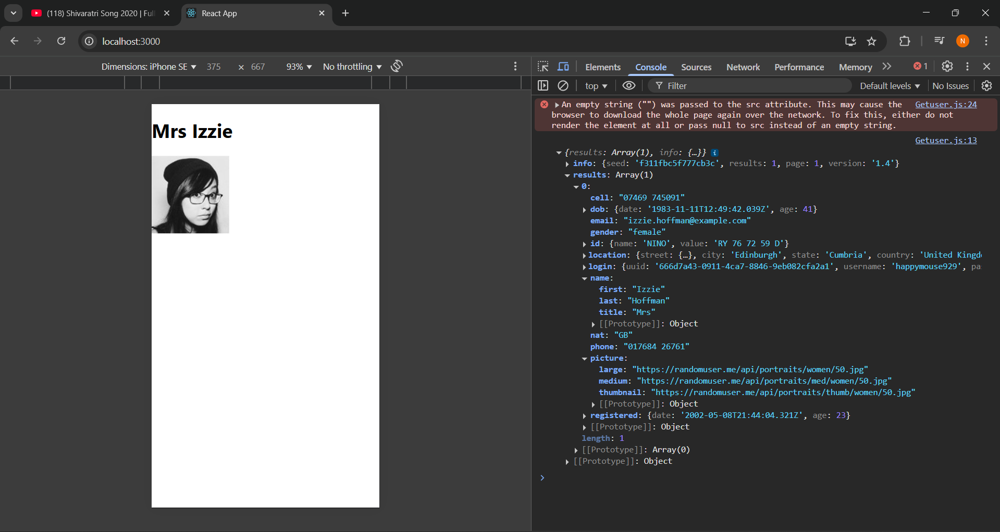 (118) Shivaratri Song 2020 | Full
React App
localhost:3000
N
Dimensions: iPhone SE 375 × 667 93% No throttling
Elements Console Sources Network Performance Memory 1
top Filter Default levels No Issues
Mrs Izzie
An empty string ("") was passed to the src attribute. This may cause the Getuser.js:24
browser to download the whole page again over the network. To fix this, either do not
render the element at all or pass null to src instead of an empty string.
Getuser.js:13
{results: Array(1), info: {…}} i
info: {seed: 'f311fbc5f777cb3c', results: 1, page: 1, version: '1.4'}
results: Array(1)
0:
cell: "07469 745091"
dob: {date: '1983-11-11T12:49:42.039Z', age: 41}
email: "izzie.hoffman@example.com"
gender: "female"
id: {name: 'NINO', value: 'RY 76 72 59 D'}
location: {street: {…}, city: 'Edinburgh', state: 'Cumbria', country: 'United Kingd
login: {uuid: '666d7a43-0911-4ca7-8846-9eb082cfa2a1', username: 'happymouse929', pa
name:
first: "Izzie"
last: "Hoffman"
title: "Mrs"
[[Prototype]]: Object
nat: "GB"
phone: "017684 26761"
picture:
large: "https://randomuser.me/api/portraits/women/50.jpg"
medium: "https://randomuser.me/api/portraits/med/women/50.jpg"
thumbnail: "https://randomuser.me/api/portraits/thumb/women/50.jpg"
[[Prototype]]: Object
registered: {date: '2002-05-08T21:44:04.321Z', age: 23}
[[Prototype]]: Object
length: 1
[[Prototype]]: Array(0)
[[Prototype]]: Object